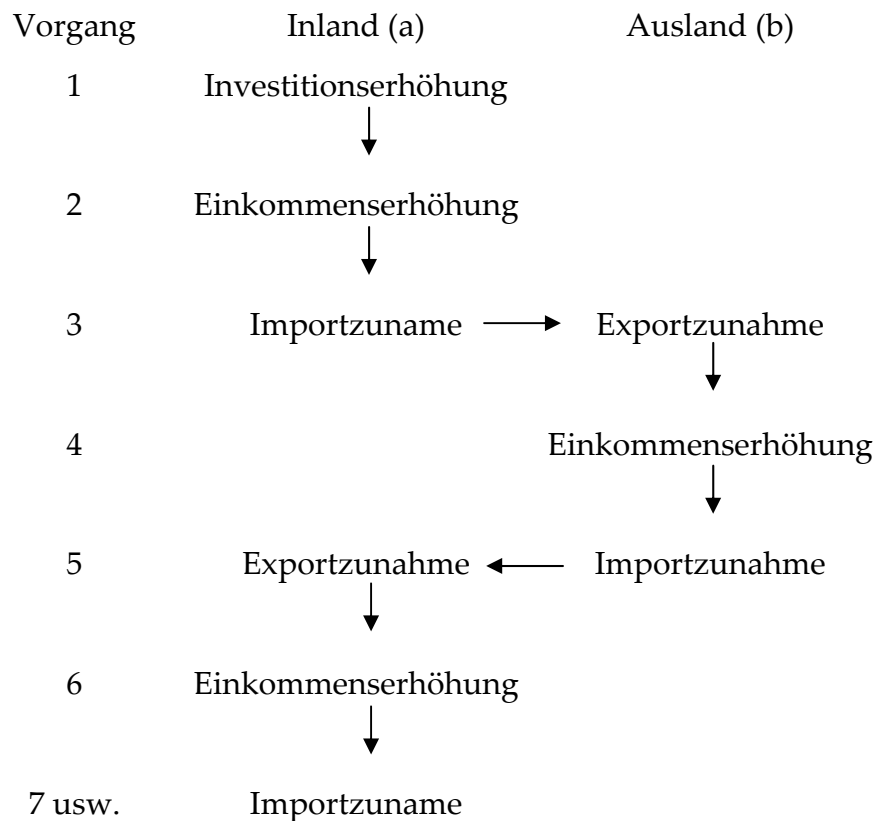 Vorgang Inland (a) Ausland (b)
1 Investitionserhöhung
2 Einkommenserhöhung
3 Importzuname Exportzunahme
4 Einkommenserhöhung
5 Exportzunahme Importzunahme
6 Einkommenserhöhung
7 usw. Importzuname